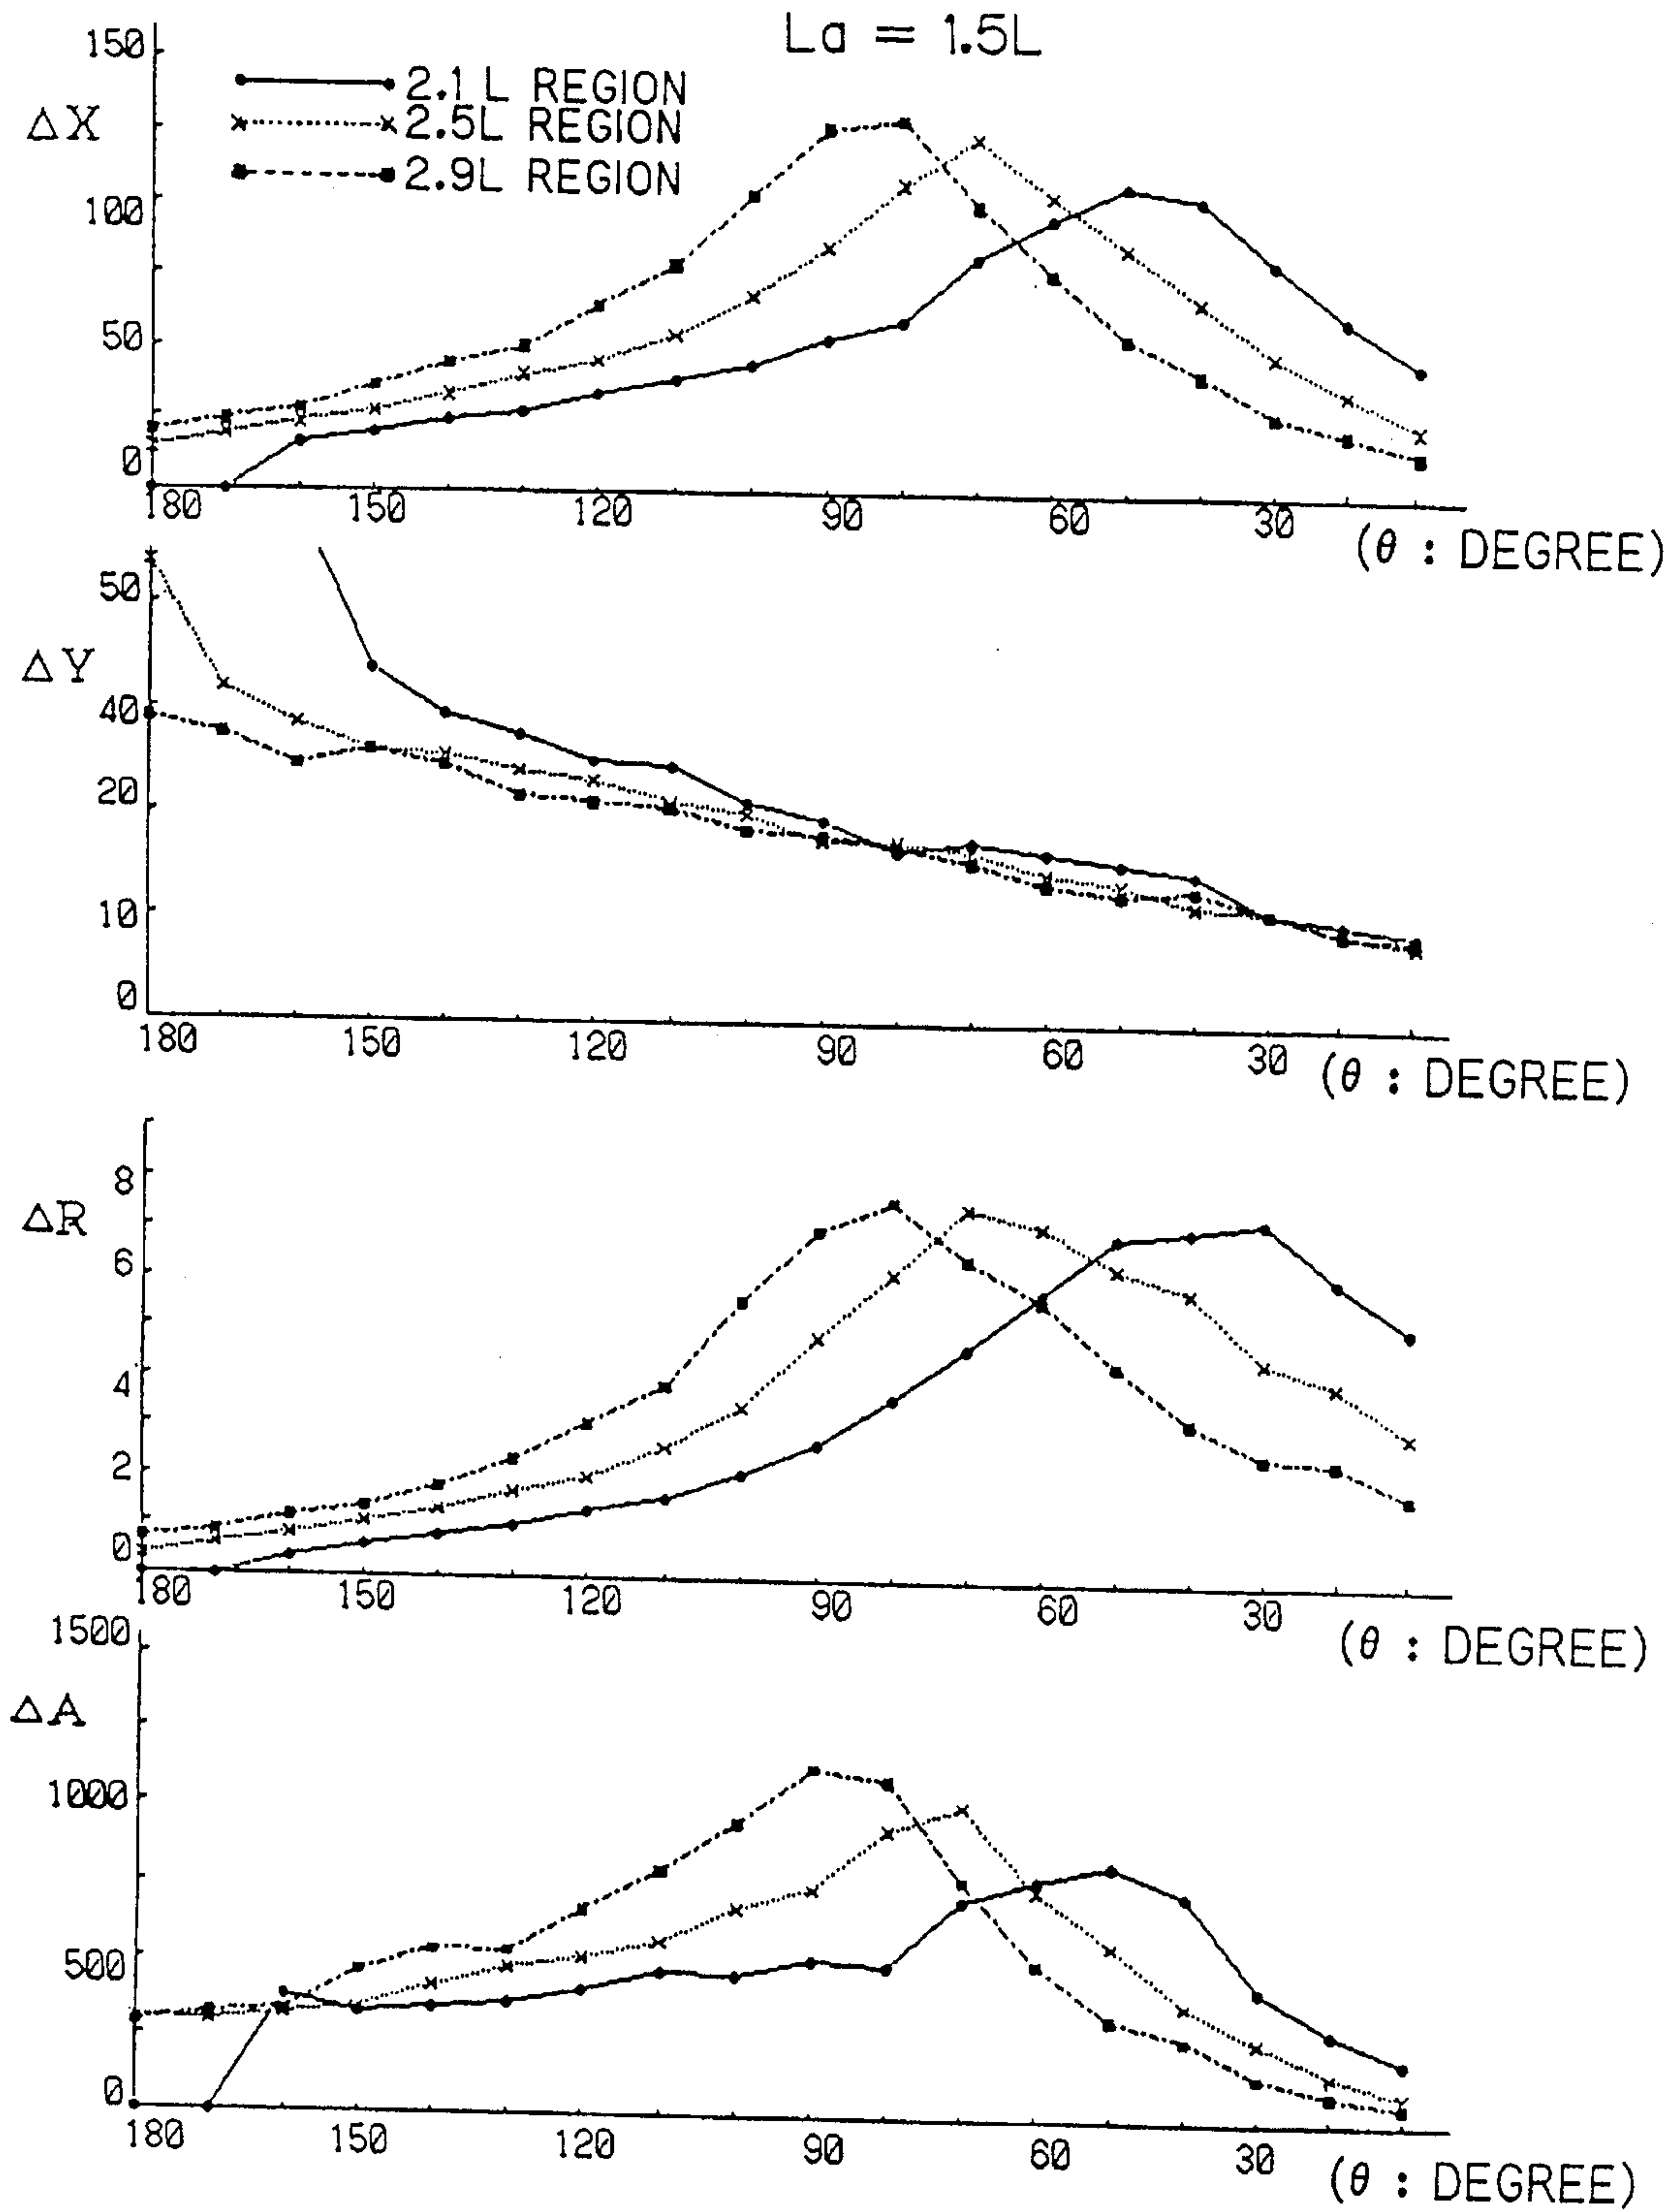 La = 1.5L
150
2.1 L REGION
ΔX
2.5L REGION
2.9L REGION
100
50
0
180 150 120 90 60 30
(θ : DEGREE)
50
ΔY
40
20
10
0
180 150 120 90 60 30
(θ : DEGREE)
8
ΔR
6
4
2
0
180 150 120 90 60 30
(θ : DEGREE)
1500
ΔA
1000
500
0
180 150 120 90 60 30
(θ : DEGREE)